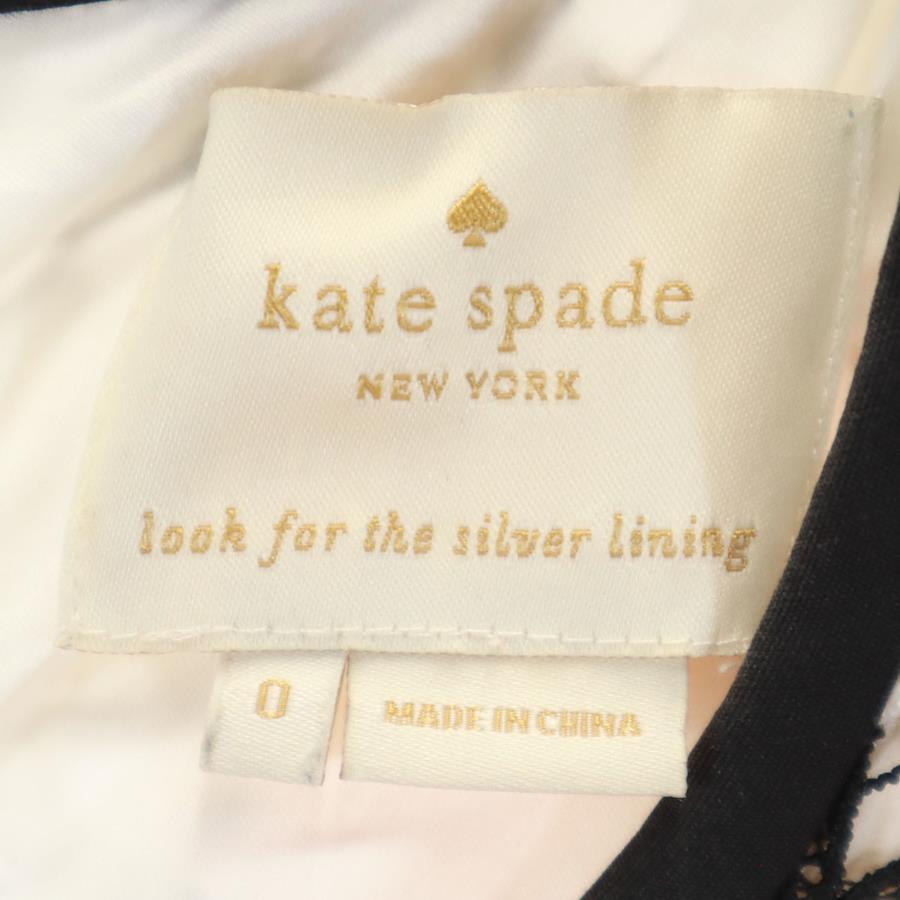 kate spade
NEW YORK
look for the silver lining
0
MADE IN CHINA